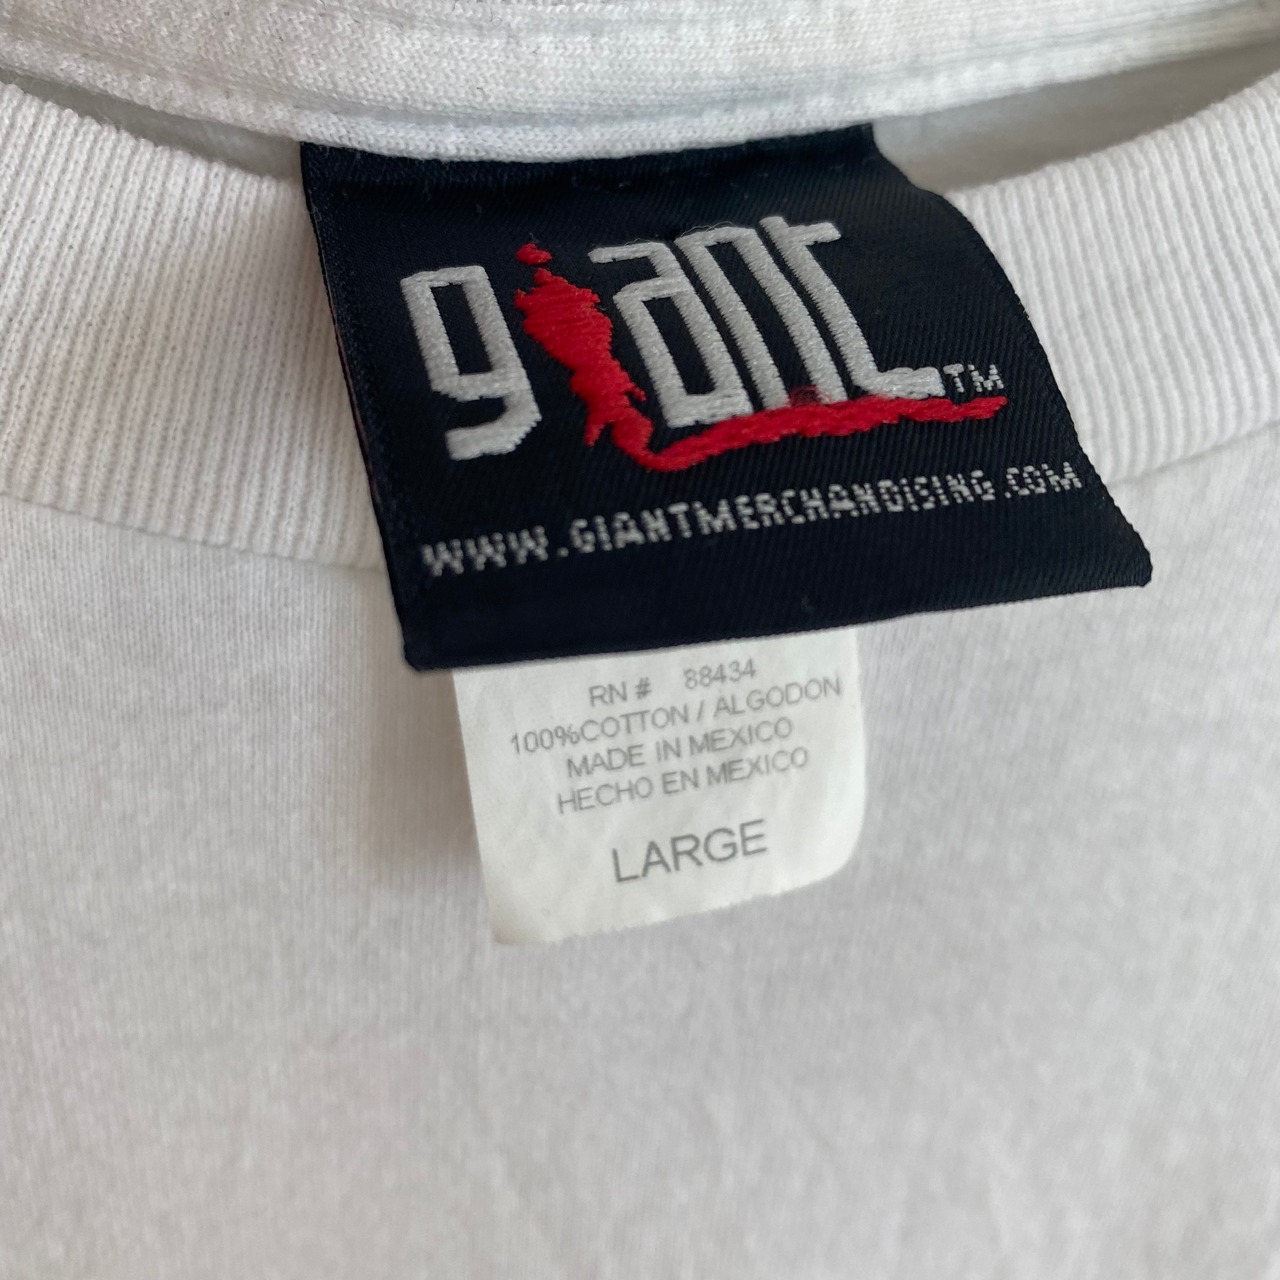 giant™
WWW.GIANTMERCHANDISING.COM
RN # 88434
100%COTTON / ALGODON
MADE IN MEXICO
HECHO EN MEXICO
LARGE